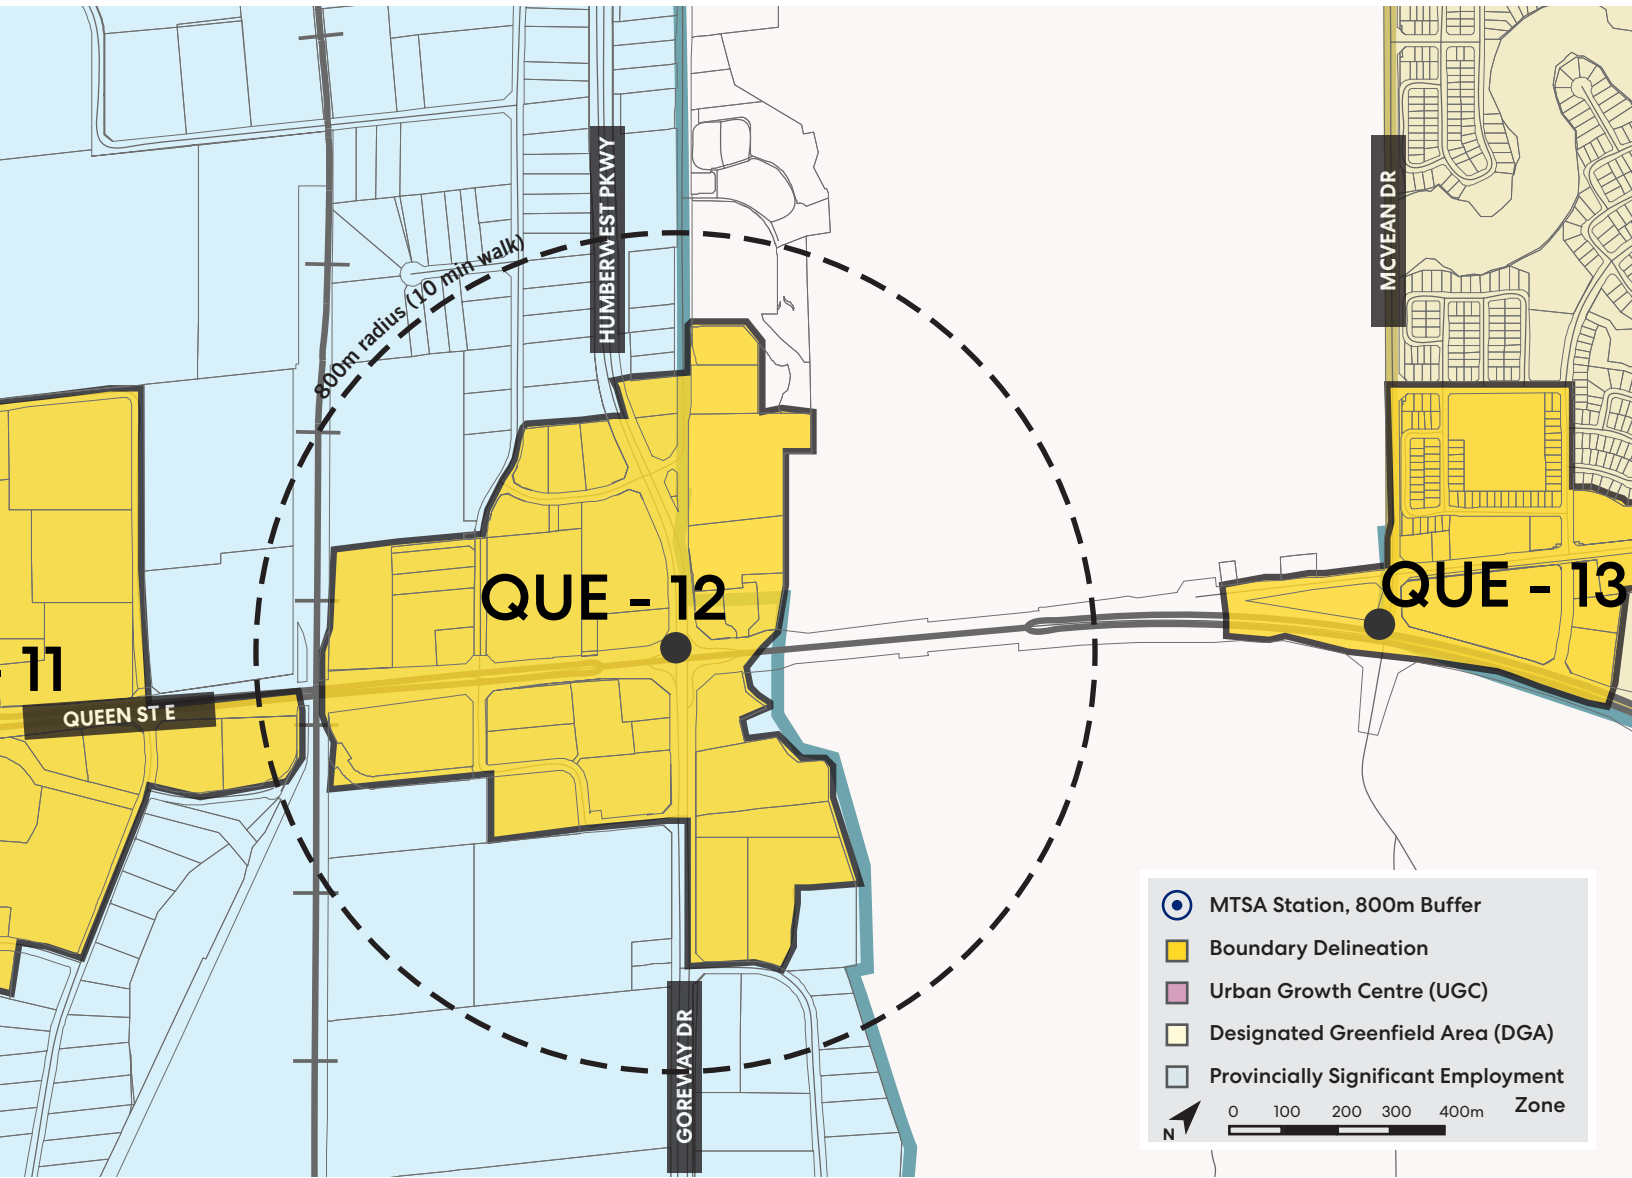 HUMBERWEST PKWY
MCVEAN DR
800m radius (10 min walk)
QUE - 12
QUE - 13
- 11
QUEEN ST E
GOREWAY DR
MTSA Station, 800m Buffer
Boundary Delineation
Urban Growth Centre (UGC)
Designated Greenfield Area (DGA)
Provincially Significant Employment
Zone
0 100 200 300 400m
N